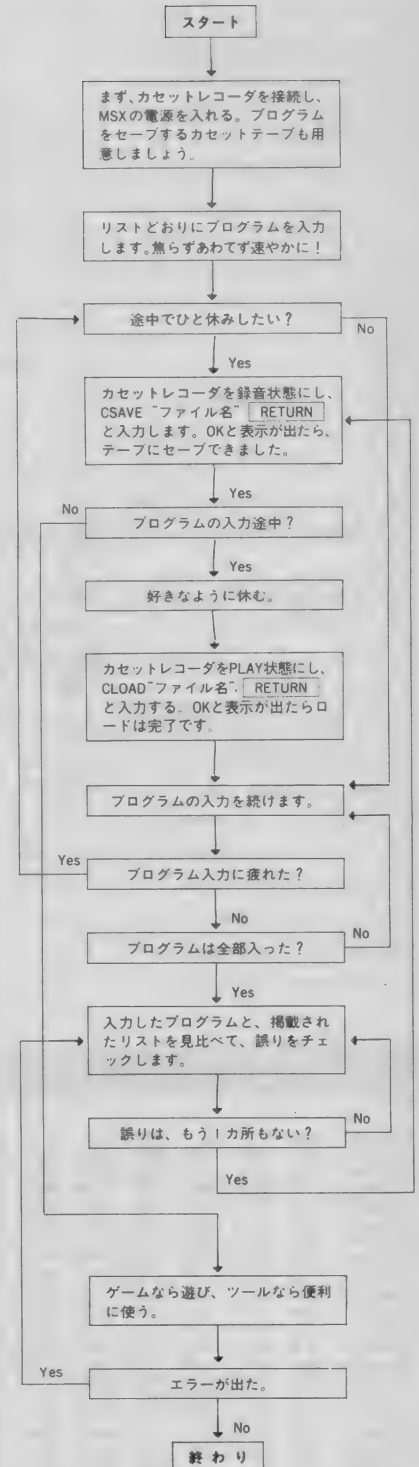 スタート
まず、カセットレコーダを接続し、
MSXの電源を入れる。プログラム
をセーブするカセットテープも用
意しましょう。
リストどおりにプログラムを入力
します。焦らずあわてず速やかに！
途中でひと休みしたい？
No
Yes
カセットレコーダを録音状態にし、
CSAVE "ファイル名" RETURN
と入力します。OKと表示が出たら、
テープにセーブできました。
Yes
No
プログラムの入力途中？
Yes
好きなように休む。
カセットレコーダをPLAY状態にし、
CLOAD"ファイル名". RETURN
と入力する。OKと表示が出たらロ
ードは完了です。
プログラムの入力を続けます。
Yes
プログラム入力に疲れた？
No
プログラムは全部入った？
No
Yes
入力したプログラムと、掲載され
たリストを見比べて、誤りをチェ
ックします。
誤りは、もう1カ所もない？
No
Yes
ゲームなら遊び、ツールなら便利
に使う。
Yes
エラーが出た。
No
終わり